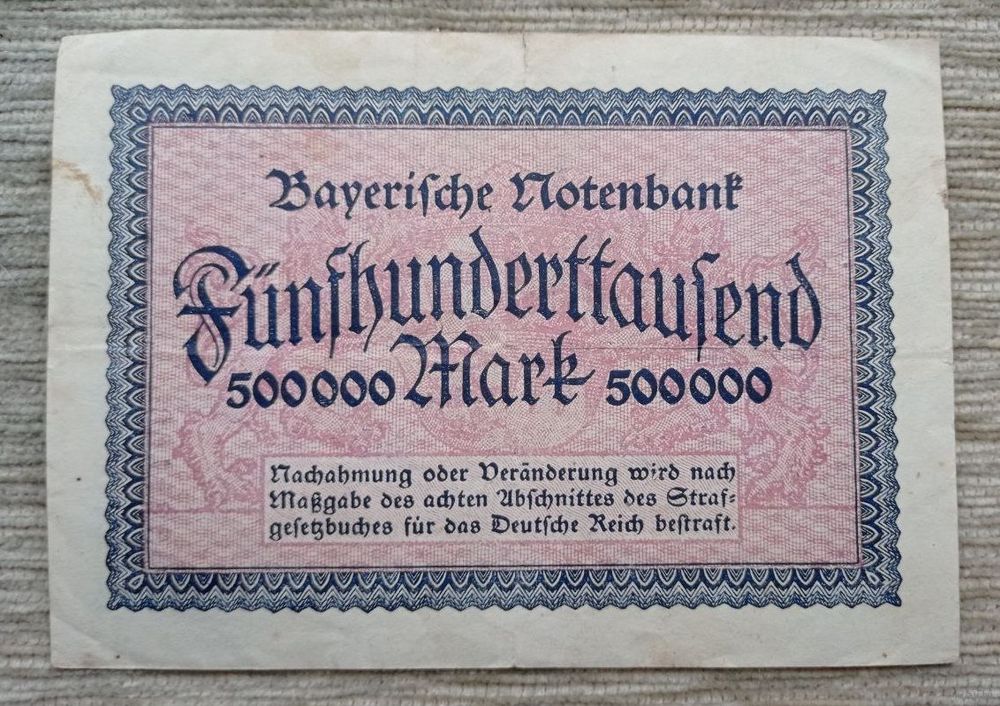 Bayeriſche Notenbank
Fünfhunderttauſend
500000 Mark 500000
Nachahmung oder Veränderung wird nach
Maßgabe des achten Abſchnittes des Straf⸗
geſetzbuches für das Deutſche Reich beſtraft.